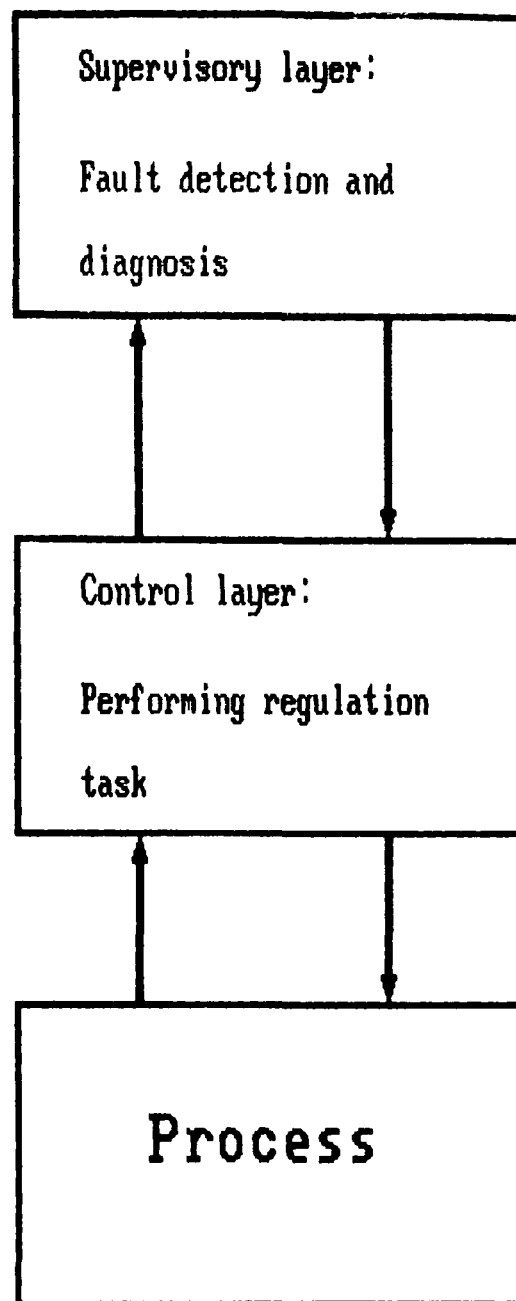 Supervisory layer:
Fault detection and
diagnosis
Control layer:
Performing regulation
task
Process